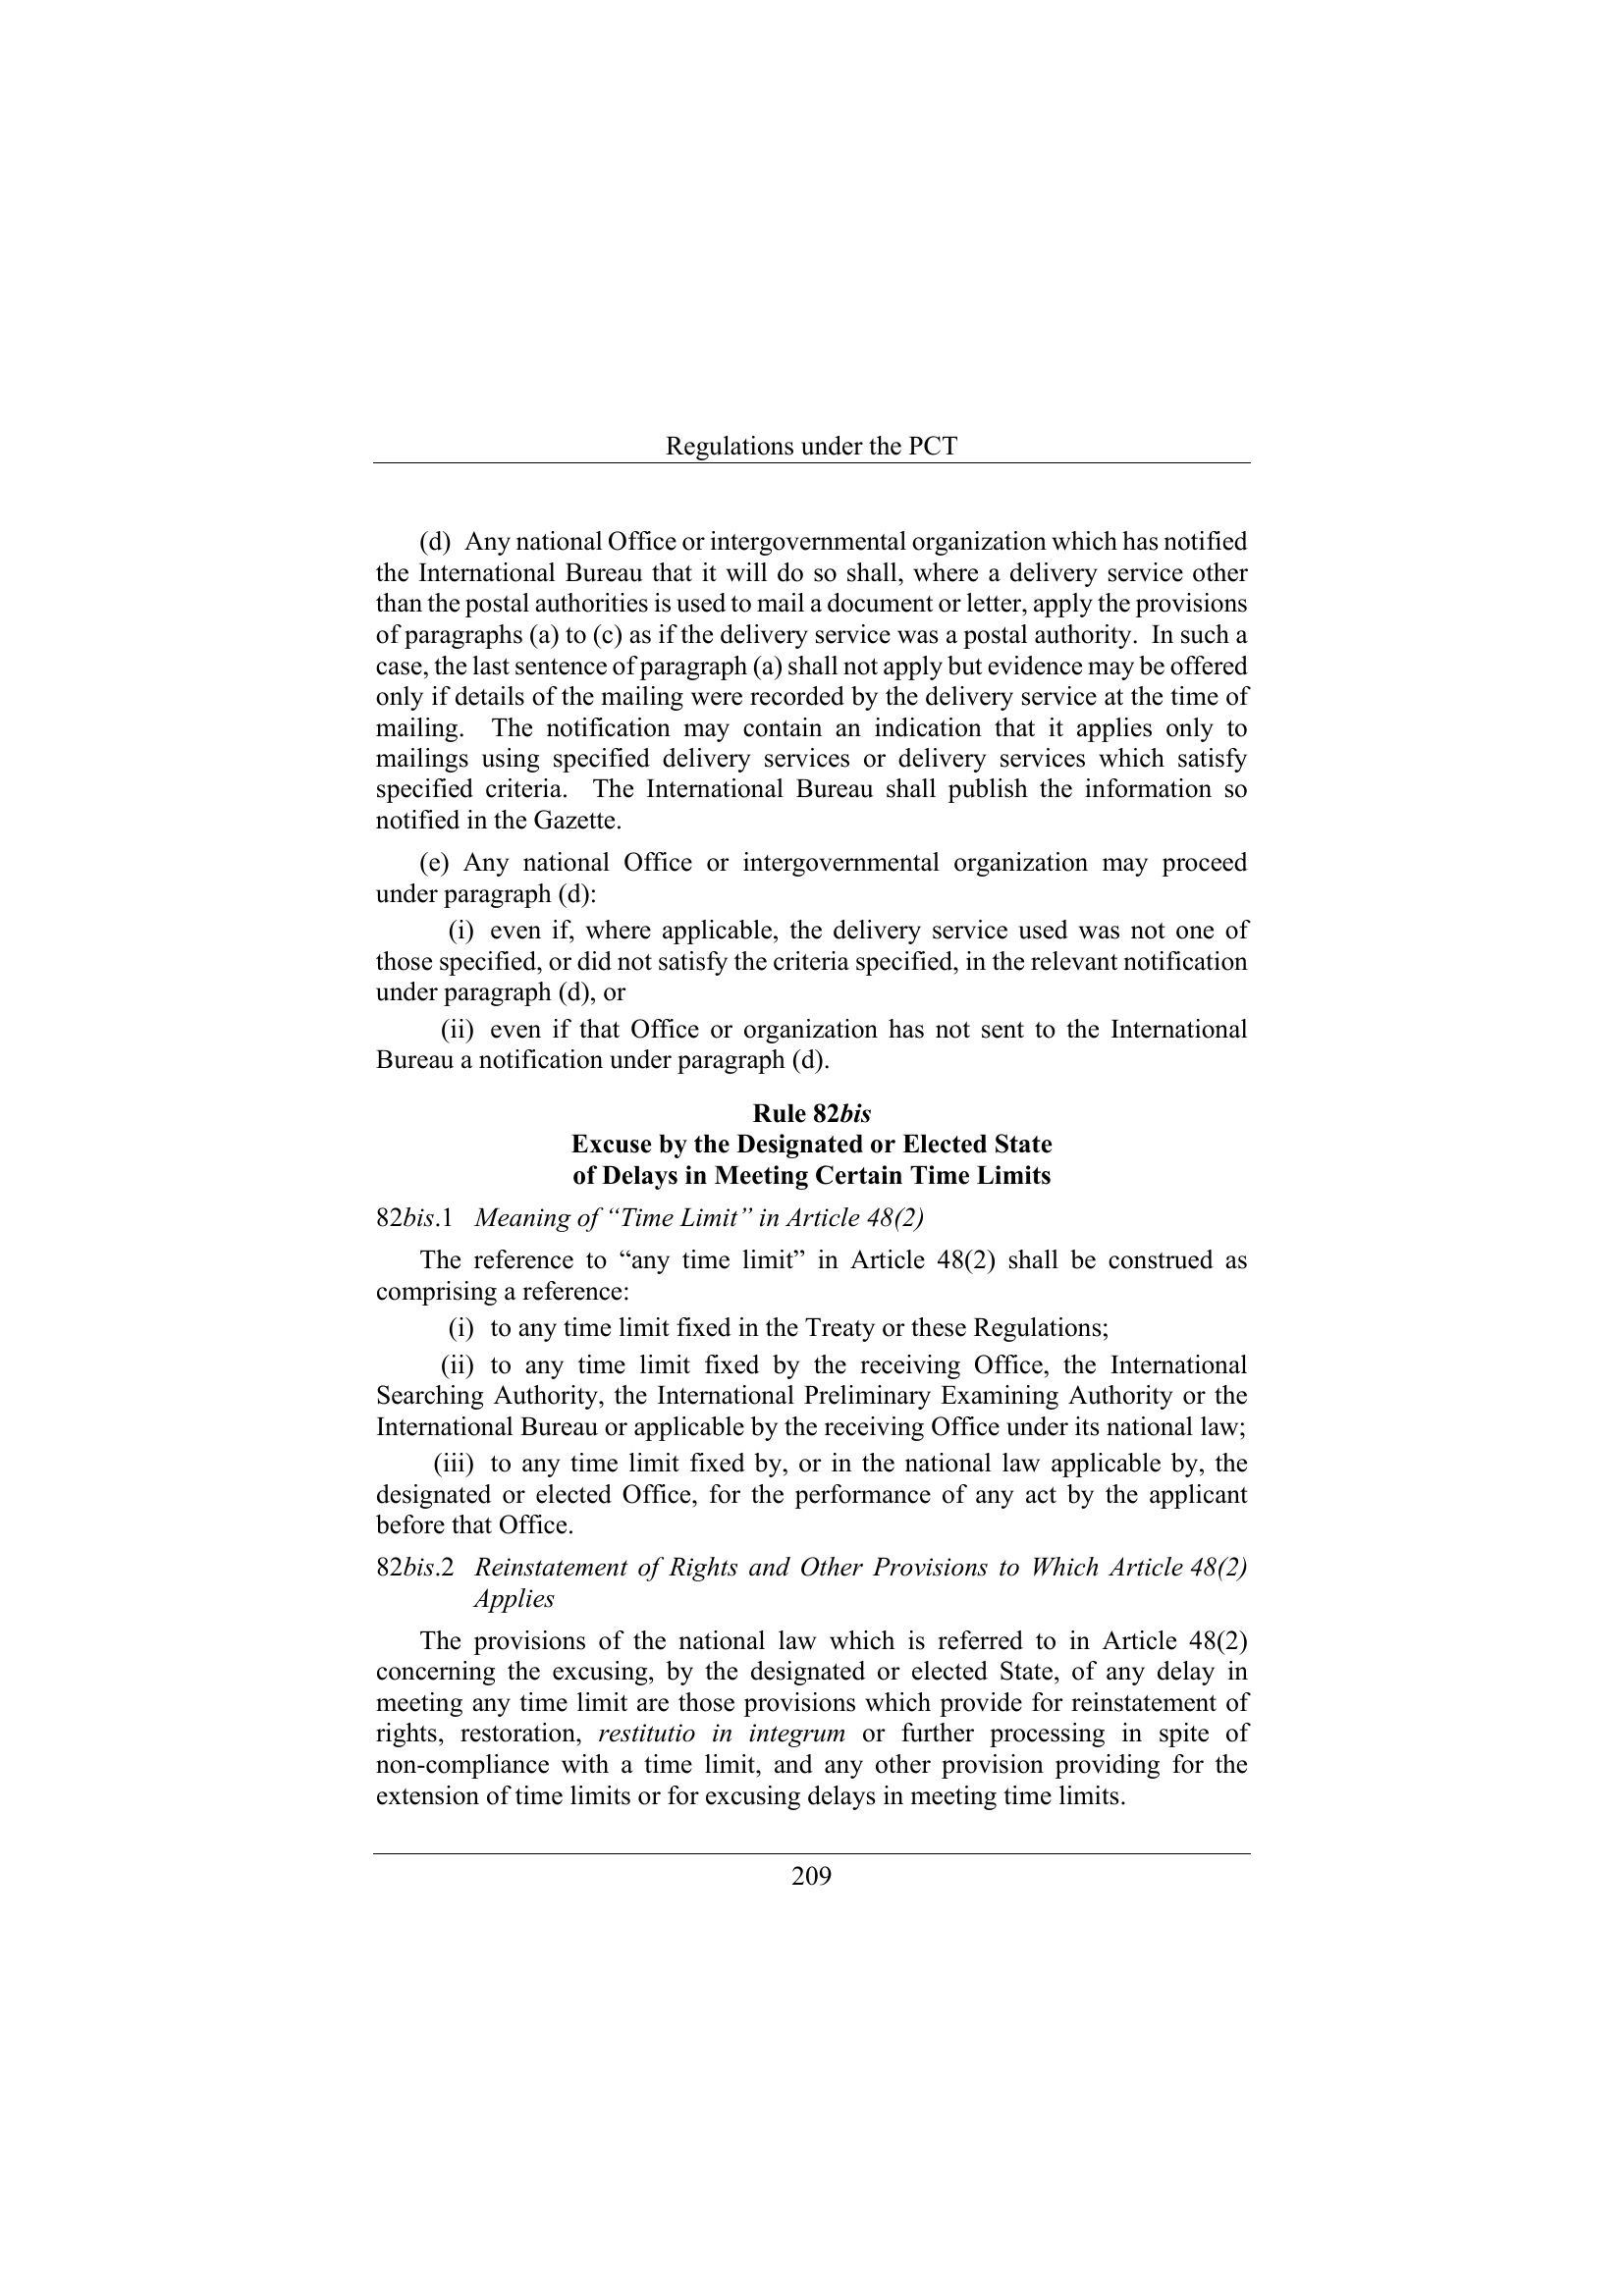 Regulations under the PCT
(d) Any national Office or intergovernmental organization which has notified
the International Bureau that it will do so shall, where a delivery service other
than the postal authorities is used to mail a document or letter, apply the provisions
of paragraphs (a) to (c) as if the delivery service was a postal authority. In such a
case, the last sentence of paragraph (a) shall not apply but evidence may be offered
only if details of the mailing were recorded by the delivery service at the time of
mailing. The notification may contain an indication that it applies only to
mailings using specified delivery services or delivery services which satisfy
specified criteria. The International Bureau shall publish the information so
notified in the Gazette.
(e) Any national Office or intergovernmental organization may proceed
under paragraph (d):
(i) even if, where applicable, the delivery service used was not one of
those specified, or did not satisfy the criteria specified, in the relevant notification
under paragraph (d), or
(ii) even if that Office or organization has not sent to the International
Bureau a notification under paragraph (d).
Rule 82bis
Excuse by the Designated or Elected State
of Delays in Meeting Certain Time Limits
82bis.1 Meaning of “Time Limit” in Article 48(2)
The reference to “any time limit” in Article 48(2) shall be construed as
comprising a reference:
(i) to any time limit fixed in the Treaty or these Regulations;
(ii) to any time limit fixed by the receiving Office, the International
Searching Authority, the International Preliminary Examining Authority or the
International Bureau or applicable by the receiving Office under its national law;
(iii) to any time limit fixed by, or in the national law applicable by, the
designated or elected Office, for the performance of any act by the applicant
before that Office.
82bis.2 Reinstatement of Rights and Other Provisions to Which Article 48(2)
Applies
The provisions of the national law which is referred to in Article 48(2)
concerning the excusing, by the designated or elected State, of any delay in
meeting any time limit are those provisions which provide for reinstatement of
rights, restoration, restitutio in integrum or further processing in spite of
non-compliance with a time limit, and any other provision providing for the
extension of time limits or for excusing delays in meeting time limits.
209